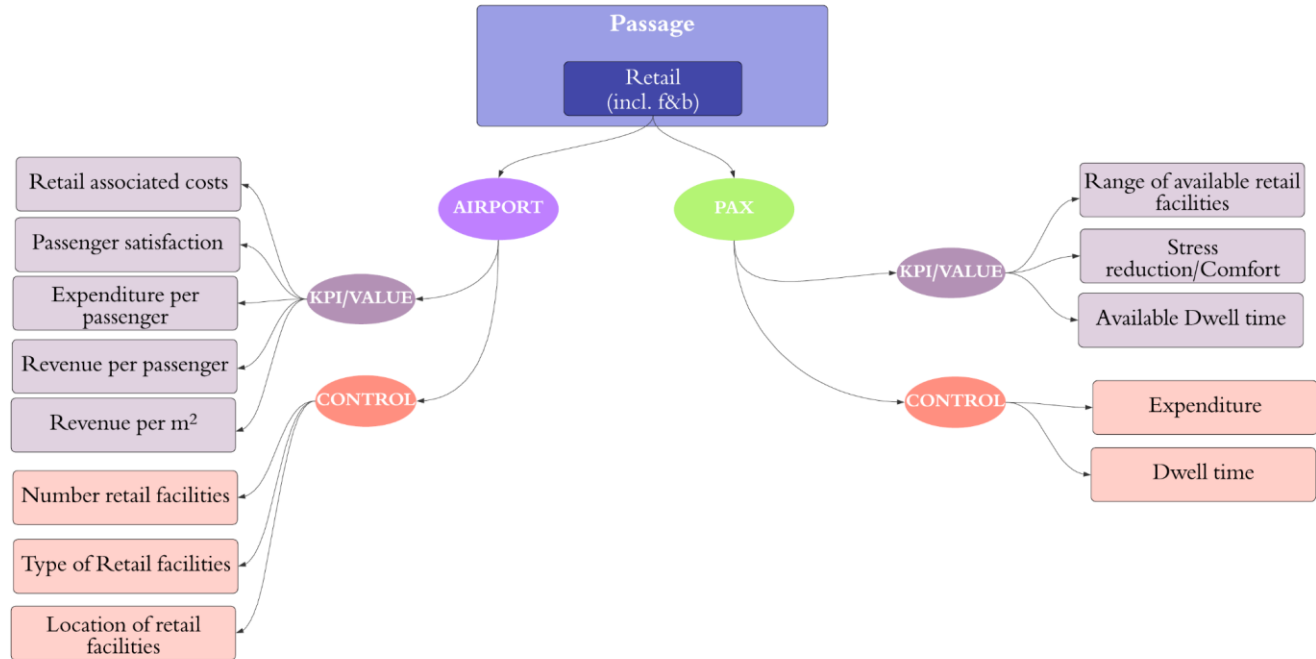 Passage
Retail
(incl. f&b)
AIRPORT
PAX
KPI/VALUE
Retail associated costs
Passenger satisfaction
Expenditure per
passenger
Revenue per passenger
Revenue per m²
CONTROL
Number retail facilities
Type of Retail facilities
Location of retail
facilities
KPI/VALUE
Range of available retail
facilities
Stress
reduction/Comfort
Available Dwell time
CONTROL
Expenditure
Dwell time